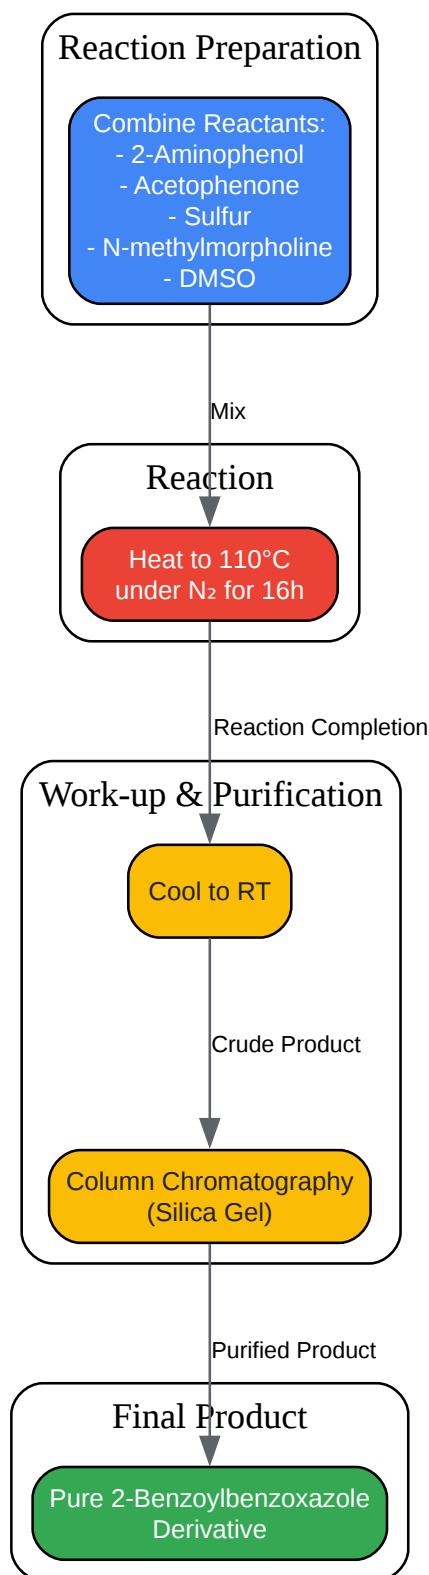 Reaction Preparation
Combine Reactants:
- 2-Aminophenol
- Acetophenone
- Sulfur
- N-methylmorpholine
- DMSO
Mix
Reaction
Heat to 110°C
under N₂ for 16h
Reaction Completion
Work-up & Purification
Cool to RT
Crude Product
Column Chromatography
(Silica Gel)
Purified Product
Final Product
Pure 2-Benzoylbenzoxazole
Derivative